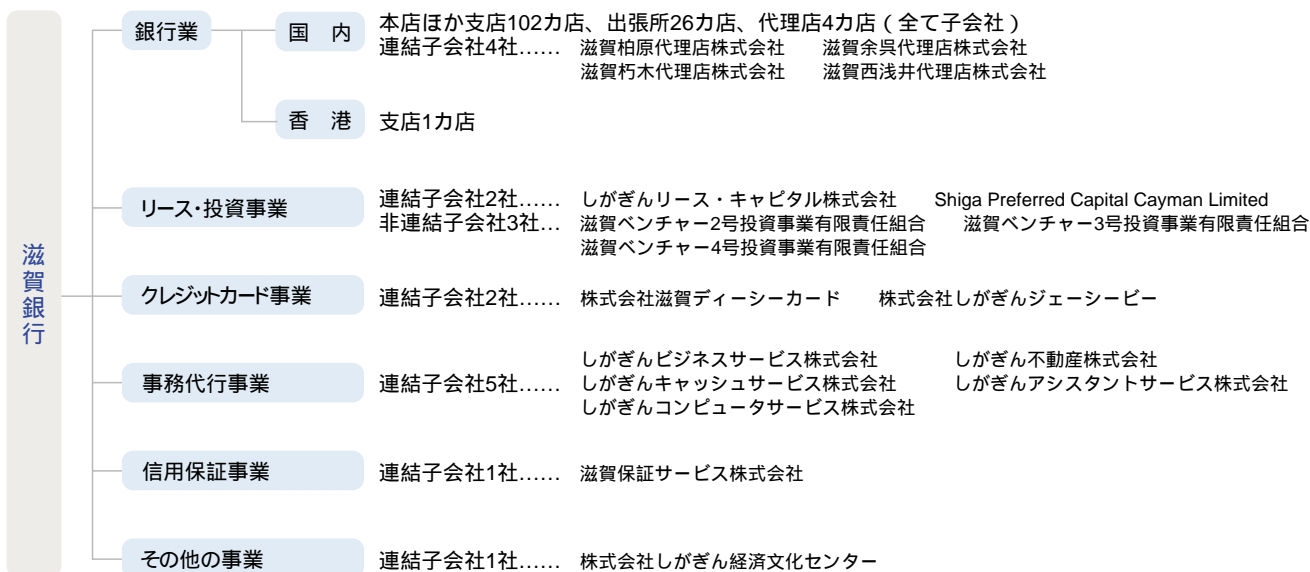 滋賀銀行
銀行業
国　内
本店ほか支店102カ店、出張所26カ店、代理店4カ店（全て子会社）
連結子会社4社…… 滋賀柏原代理店株式会社　滋賀余呉代理店株式会社
滋賀朽木代理店株式会社　滋賀西浅井代理店株式会社
香　港
支店1カ店
リース・投資事業
連結子会社2社…… しがぎんリース・キャピタル株式会社　Shiga Preferred Capital Cayman Limited
非連結子会社3社… 滋賀ベンチャー2号投資事業有限責任組合　滋賀ベンチャー3号投資事業有限責任組合
滋賀ベンチャー4号投資事業有限責任組合
クレジットカード事業
連結子会社2社…… 株式会社滋賀ディーシーカード　株式会社しがぎんジェーシービー
事務代行事業
しがぎんビジネスサービス株式会社　しがぎん不動産株式会社
連結子会社5社…… しがぎんキャッシュサービス株式会社　しがぎんアシスタントサービス株式会社
しがぎんコンピュータサービス株式会社
信用保証事業
連結子会社1社…… 滋賀保証サービス株式会社
その他の事業
連結子会社1社…… 株式会社しがぎん経済文化センター